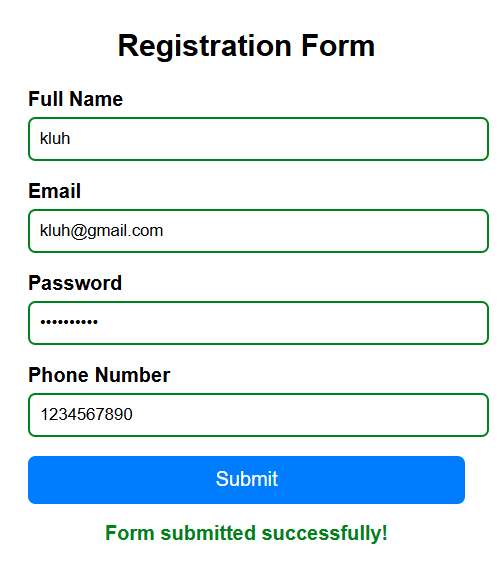 Registration Form
Full Name
kluh
Email
kluh@gmail.com
Password
••••••••••
Phone Number
1234567890
Submit
Form submitted successfully!